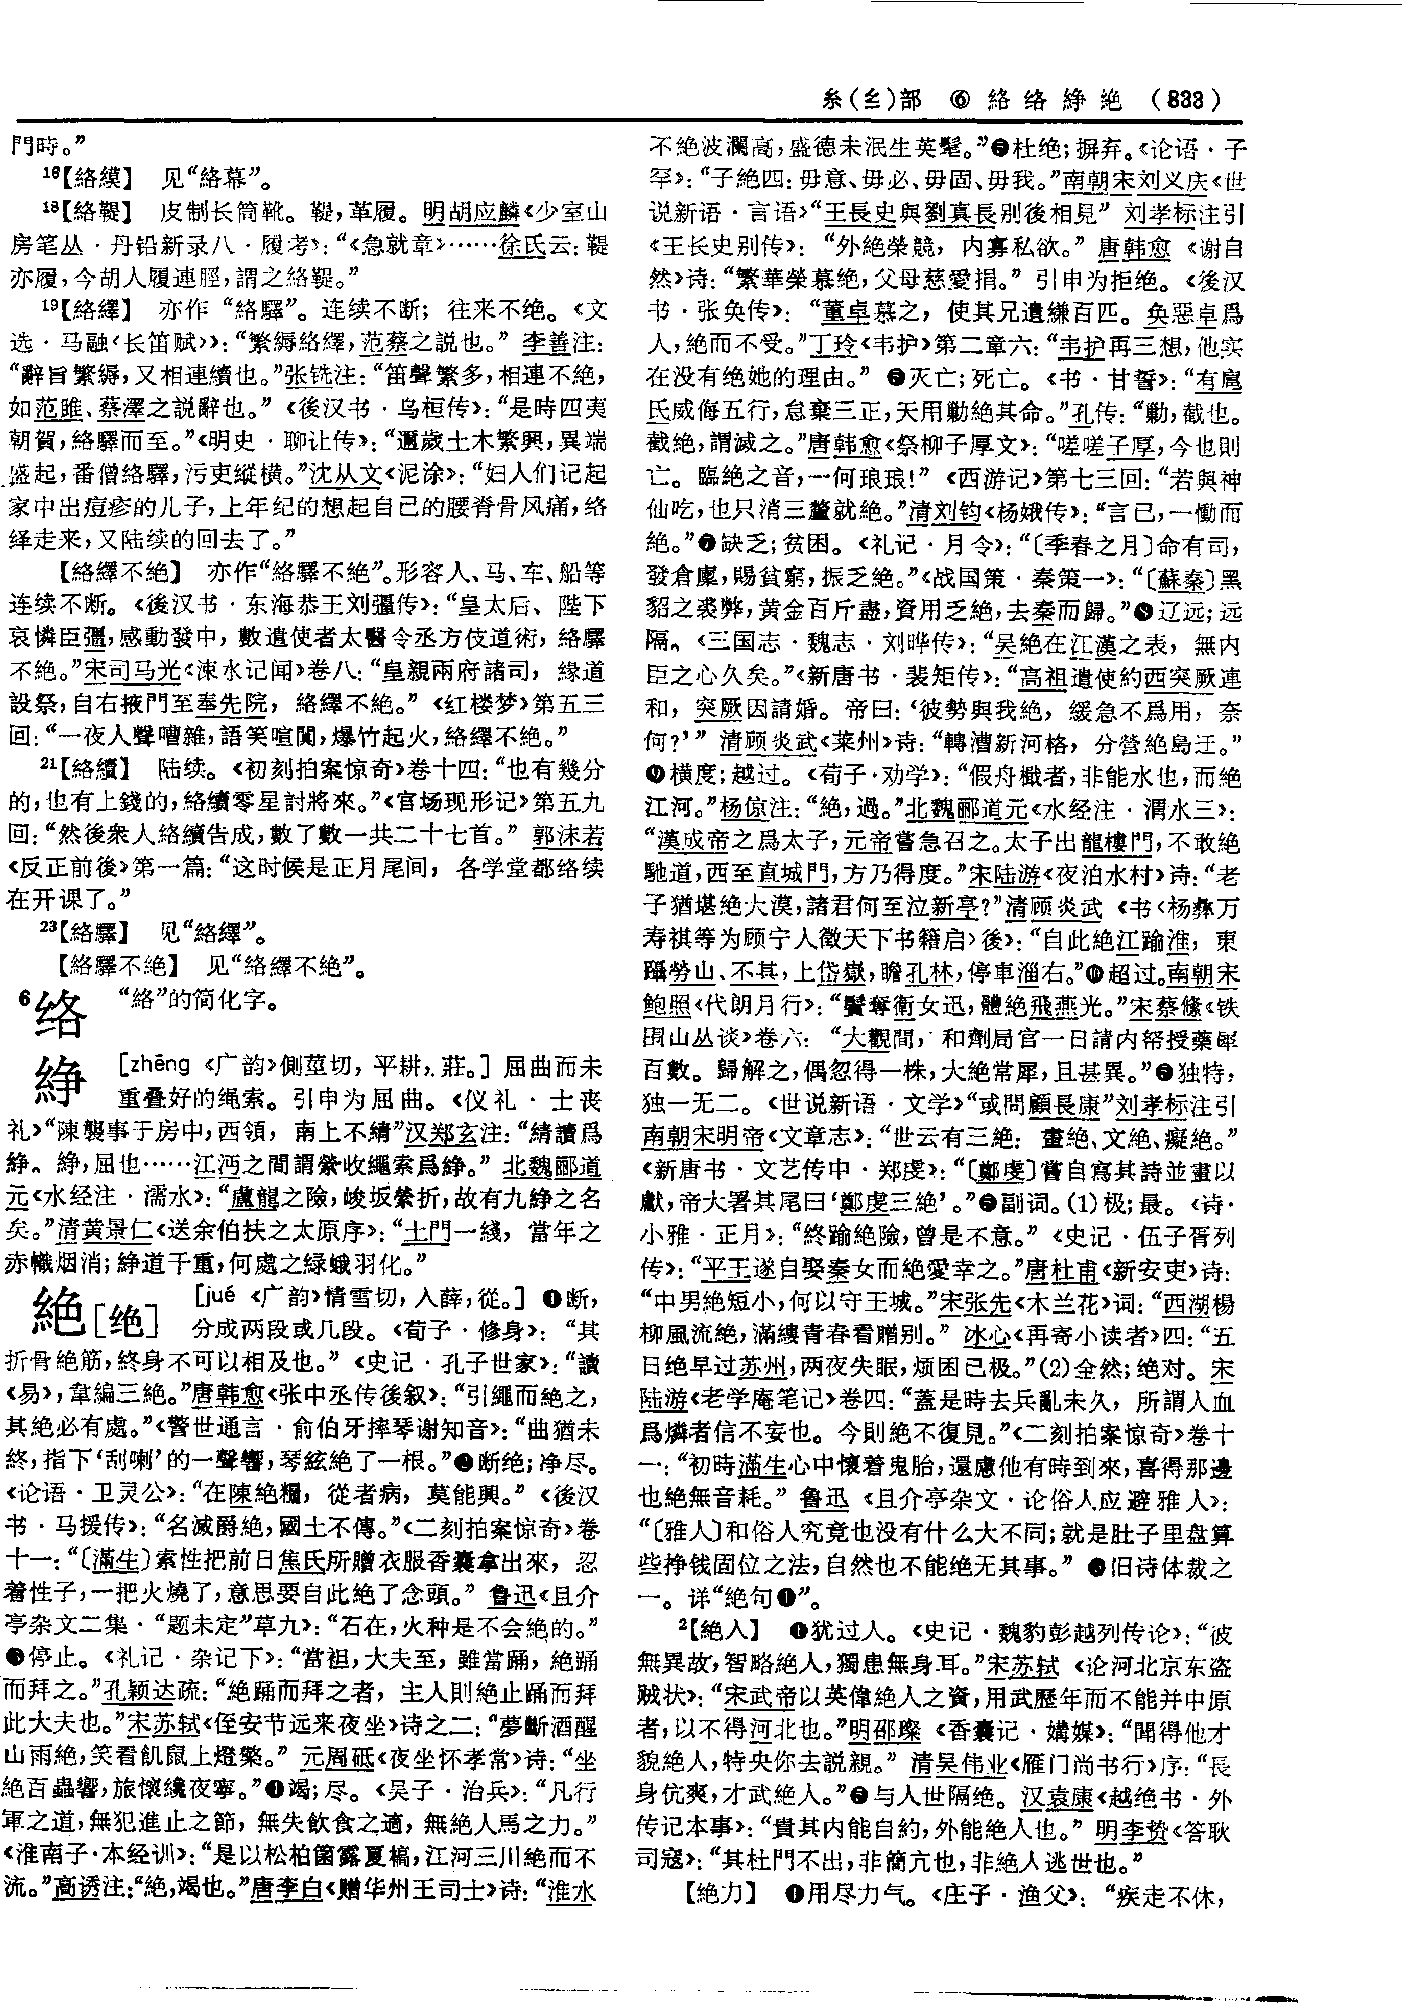 糸(纟)部 ⑥ 絡络絣絶 (833)
門時。”
¹⁶【絡縸】 见“絡幕”。
¹⁸【絡鞮】 皮制长筒靴。鞮，革履。明胡应麟《少室山
房笔丛·丹铅新录八·履考》：“《急就章》……徐氏云：鞮
亦履，今胡人履連脛，謂之絡鞮。”
¹⁹【絡繹】 亦作“絡驛”。连续不断；往来不绝。《文
选·马融〈长笛赋〉》：“繁縟絡繹，范蔡之説也。”李善注：
“辭旨繁縟，又相連續也。”张铣注：“笛聲繁多，相連不絶，
如范雎、蔡澤之説辭也。”《後汉书·乌桓传》：“是時四夷
朝賀，絡驛而至。”《明史·聊让传》：“邇歲土木繁興，異端
盛起，番僧絡驛，污吏縱横。”沈从文《泥涂》：“妇人们记起
家中出痘疹的儿子，上年纪的想起自己的腰脊骨风痛，络
绎走来，又陆续的回去了。”
【絡繹不絶】 亦作“絡驛不絶”。形容人、马、车、船等
连续不断。《後汉书·东海恭王刘彊传》：“皇太后、陛下
哀憐臣彊，感動發中，數遣使者太醫令丞方伎道術，絡驛
不絶。”宋司马光《涑水记闻》卷八：“皇親兩府諸司，緣道
設祭，自右掖門至奉先院，絡繹不絶。”《红楼梦》第五三
回：“一夜人聲嘈雜，語笑喧闐，爆竹起火，絡繹不絶。”
²¹【絡續】 陆续。《初刻拍案惊奇》卷十四：“也有幾分
的，也有上錢的，絡續零星討將來。”《官场现形记》第五九
回：“然後衆人絡續告成，數了數一共二十七首。”郭沫若
《反正前後》第一篇：“这时候是正月尾间，各学堂都络续
在开课了。”
²³【絡驛】 见“絡繹”。
【絡驛不絶】 见“絡繹不絶”。
⁶络 “絡”的简化字。
綪 [zhēng 《广韵》側莖切，平耕，莊。] 屈曲而未
重叠好的绳索。引申为屈曲。《仪礼·士丧
礼》“陳襲事于房中，西領，南上不綪”汉郑玄注：“綪讀爲
絣。絣，屈也……江沔之間謂縈收繩索爲絣。”北魏郦道
元《水经注·濡水》：“盧龍之險，峻坂縈折，故有九絣之名
矣。”清黄景仁《送余伯扶之太原序》：“土門一綫，當年之
赤幟烟消；絣道千重，何處之緑蛾羽化。”
絶[绝] [jué 《广韵》情雪切，入薛，從。] ❶断，
分成两段或几段。《荀子·修身》：“其
折骨絶筋，終身不可以相及也。”《史记·孔子世家》：“讀
《易》，韋編三絶。”唐韩愈《张中丞传後叙》：“引繩而絶之，
其絶必有處。”《警世通言·俞伯牙摔琴谢知音》：“曲猶未
終，指下‘刮喇’的一聲響，琴絃絶了一根。”❷断绝；净尽。
《论语·卫灵公》：“在陳絶糧，從者病，莫能興。”《後汉
书·马援传》：“名滅爵絶，國土不傳。”《二刻拍案惊奇》卷
十一：“〔滿生〕索性把前日焦氏所贈衣服香囊拿出來，忍
着性子，一把火燒了，意思要自此絶了念頭。”鲁迅《且介
亭杂文二集·“题未定”草九》：“石在，火种是不会绝的。”
❸停止。《礼记·杂记下》：“當袒，大夫至，雖當踊，絶踊
而拜之。”孔颖达疏：“絶踊而拜之者，主人則絶止踊而拜
此大夫也。”宋苏轼《侄安节远来夜坐》诗之二：“夢斷酒醒
山雨絶，笑看飢鼠上燈檠。”元周砥《夜坐怀孝常》诗：“坐
絶百蟲響，旅懷纔夜寧。”❹竭；尽。《吴子·治兵》：“凡行
軍之道，無犯進止之節，無失飲食之適，無絶人馬之力。”
《淮南子·本经训》：“是以松柏箘露夏槁，江河三川絶而不
流。”高诱注：“絶，竭也。”唐李白《赠华州王司士》诗：“淮水
不絶波瀾高，盛德未泯生英髦。”❺杜绝；摒弃。《论语·子
罕》：“子絶四：毋意、毋必、毋固、毋我。”南朝宋刘义庆《世
说新语·言语》“王長史與劉真長别後相見”刘孝标注引
《王长史别传》：“外絶榮競，内寡私欲。”唐韩愈《谢自
然》诗：“繁華榮慕绝，父母慈愛捐。”引申为拒绝。《後汉
书·张奂传》：“董卓慕之，使其兄遺縑百匹。奂惡卓爲
人，絶而不受。”丁玲《韦护》第二章六：“韦护再三想，他实
在没有绝她的理由。”❻灭亡；死亡。《书·甘誓》：“有扈
氏威侮五行，怠棄三正，天用勦絶其命。”孔传：“勦，截也。
截絶，謂滅之。”唐韩愈《祭柳子厚文》：“嗟嗟子厚，今也則
亡。臨絶之音，一何琅琅！”《西游记》第七三回：“若與神
仙吃，也只消三釐就絶。”清刘钧《杨娥传》：“言已，一慟而
絶。”❼缺乏；贫困。《礼记·月令》：“〔季春之月〕命有司，
發倉廩，賜貧窮，振乏絶。”《战国策·秦策一》：“〔蘇秦〕黑
貂之裘弊，黄金百斤盡，資用乏絶，去秦而歸。”❽辽远；远
隔。《三国志·魏志·刘晔传》：“吴絶在江漢之表，無内
臣之心久矣。”《新唐书·裴矩传》：“高祖遣使約西突厥連
和，突厥因請婚。帝曰：‘彼勢與我絶，緩急不爲用，奈
何？’”清顾炎武《莱州》诗：“轉漕新河格，分營絶島汪。”
❾横度；越过。《荀子·劝学》：“假舟檝者，非能水也，而絶
江河。”杨倞注：“絶，過。”北魏郦道元《水经注·渭水三》：
“漢成帝之爲太子，元帝嘗急召之。太子出龍樓門，不敢絶
馳道，西至直城門，方乃得度。”宋陆游《夜泊水村》诗：“老
子猶堪絶大漠，諸君何至泣新亭？”清顾炎武《书〈杨彝万
寿祺等为顾宁人徵天下书籍启〉後》：“自此絶江踰淮，東
躡勞山、不其，上岱嶽，瞻孔林，停車淄右。”❿超过。南朝宋
鲍照《代朗月行》：“鬢奪衛女迅，體絶飛燕光。”宋蔡絛《铁
围山丛谈》卷六：“大觀間，和劑局官一日請内帑授藥犀
百數。歸解之，偶忽得一株，大絶常犀，且甚異。”⓫独特，
独一无二。《世说新语·文学》“或問顧長康”刘孝标注引
南朝宋明帝《文章志》：“世云有三絶：畫絶、文絶、癡絶。”
《新唐书·文艺传中·郑虔》：“〔鄭虔〕嘗自寫其詩並畫以
獻，帝大署其尾曰‘鄭虔三絶’。”⓬副词。(1)极；最。《诗·
小雅·正月》：“終踰絶險，曾是不意。”《史记·伍子胥列
传》：“平王遂自娶秦女而絶愛幸之。”唐杜甫《新安吏》诗：
“中男絶短小，何以守王城。”宋张先《木兰花》词：“西湖楊
柳風流絶，滿縷青春看贈别。”冰心《再寄小读者》四：“五
日绝早过苏州，两夜失眠，烦困已极。”(2)全然；绝对。宋
陆游《老学庵笔记》卷四：“蓋是時去兵亂未久，所謂人血
爲燐者信不妄也。今則絶不復見。”《二刻拍案惊奇》卷十
一：“初時滿生心中懷着鬼胎，還慮他有時到來，喜得那邊
也絶無音耗。”鲁迅《且介亭杂文·论俗人应避雅人》：
“〔雅人〕和俗人究竟也没有什么大不同；就是肚子里盘算
些挣钱固位之法，自然也不能绝无其事。”⓭旧诗体裁之
一。详“絶句❶”。
²【絶人】 ❶犹过人。《史记·魏豹彭越列传论》：“彼
無異故，智略絶人，獨患無身耳。”宋苏轼《论河北京东盗
贼状》：“宋武帝以英偉絶人之資，用武歷年而不能并中原
者，以不得河北也。”明邵璨《香囊记·媾媒》：“聞得他才
貌絶人，特央你去説親。”清吴伟业《雁门尚书行》序：“長
身伉爽，才武絶人。”❷与人世隔绝。汉袁康《越绝书·外
传记本事》：“貴其内能自約，外能絶人也。”明李贽《答耿
司寇》：“其杜門不出，非簡亢也，非絶人逃世也。”
【絶力】 ❶用尽力气。《庄子·渔父》：“疾走不休，